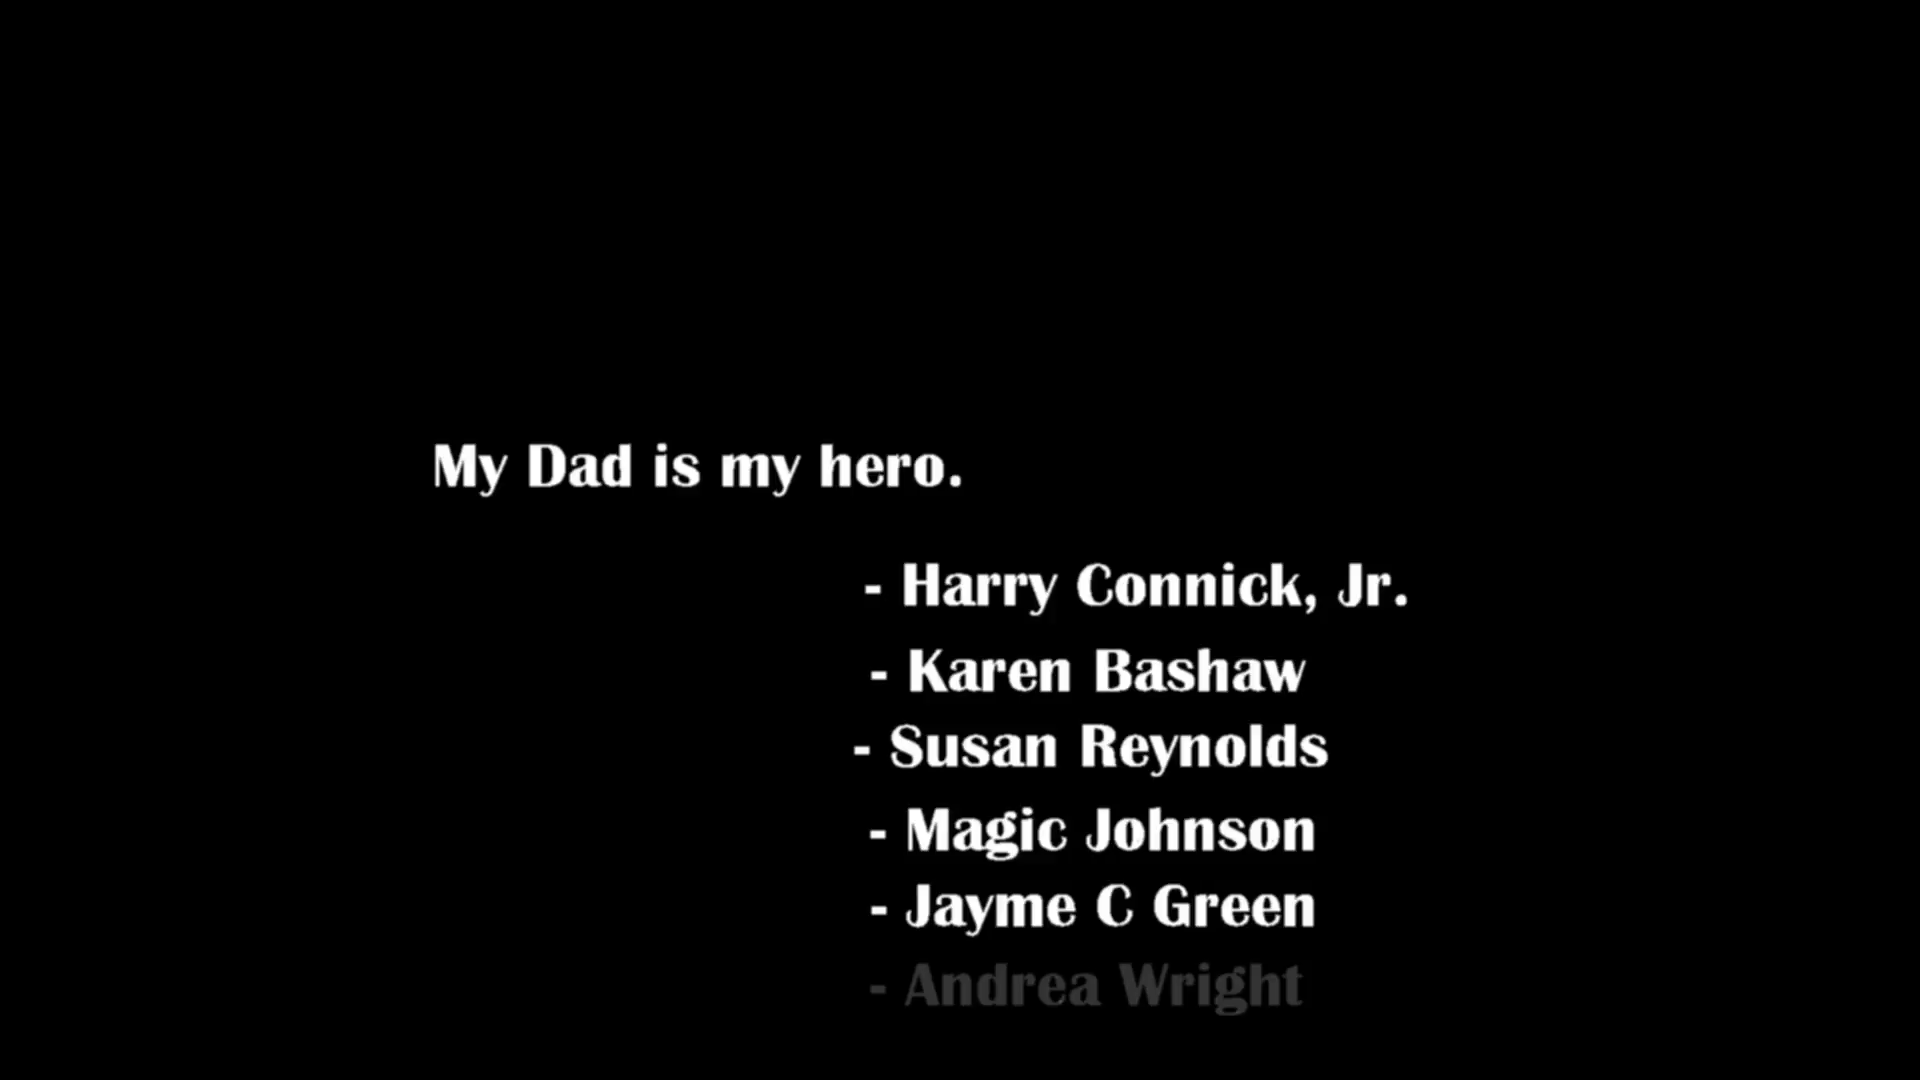 My Dad is my hero.
- Harry Connick, Jr.
- Karen Bashaw
- Susan Reynolds
- Magic Johnson
- Jayme C Green
- Andrea Wright